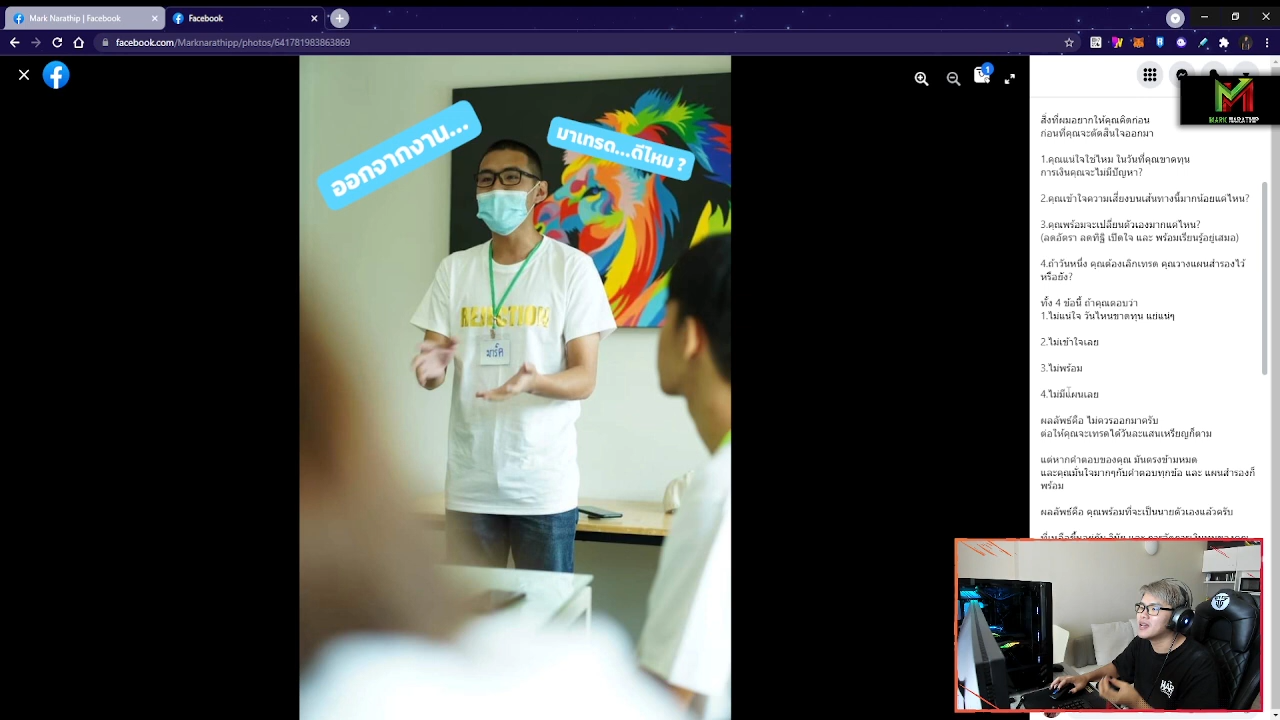 Mark Narathip | Facebook
Facebook
facebook.com/Marknarathipp/photos/641781983863869
1
ออกจากงาน...
มาเทรด...ดีไหม ?
มาร์ค
MARK NARATHIP
สิ่งที่ผมอยากให้คุณคิดก่อน
ก่อนที่คุณจะตัดสินใจออกมา
1.คุณแน่ใจใช่ไหม ในวันที่คุณขาดทุน
การเงินคุณจะไม่มีปัญหา?
2.คุณเข้าใจความเสี่ยงบนเส้นทางนี้มากน้อยแค่ไหน?
3.คุณพร้อมจะเปลี่ยนตัวเองมากแค่ไหน?
(ลดอัตรา ลดทิฐิ เปิดใจ และ พร้อมเรียนรู้อยู่เสมอ)
4.ถ้าวันหนึ่ง คุณต้องเลิกเทรด คุณวางแผนสำรองไว้
หรือยัง?
ทั้ง 4 ข้อนี้ ถ้าคุณตอบว่า
1.ไม่แน่ใจ วันไหนขาดทุน แย่แน่ๆ
2.ไม่เข้าใจเลย
3.ไม่พร้อม
4.ไม่มีแผนเลย
ผลลัพธ์คือ ไม่ควรออกมาครับ
ต่อให้คุณจะเทรดได้วันละแสนเหรียญก็ตาม
แต่หากคำตอบของคุณ มันตรงข้ามหมด
และคุณมั่นใจมากๆกับคำตอบทุกข้อ และ แผนสำรองก็
พร้อม
ผลลัพธ์คือ คุณพร้อมที่จะเป็นนายตัวเองแล้วครับ